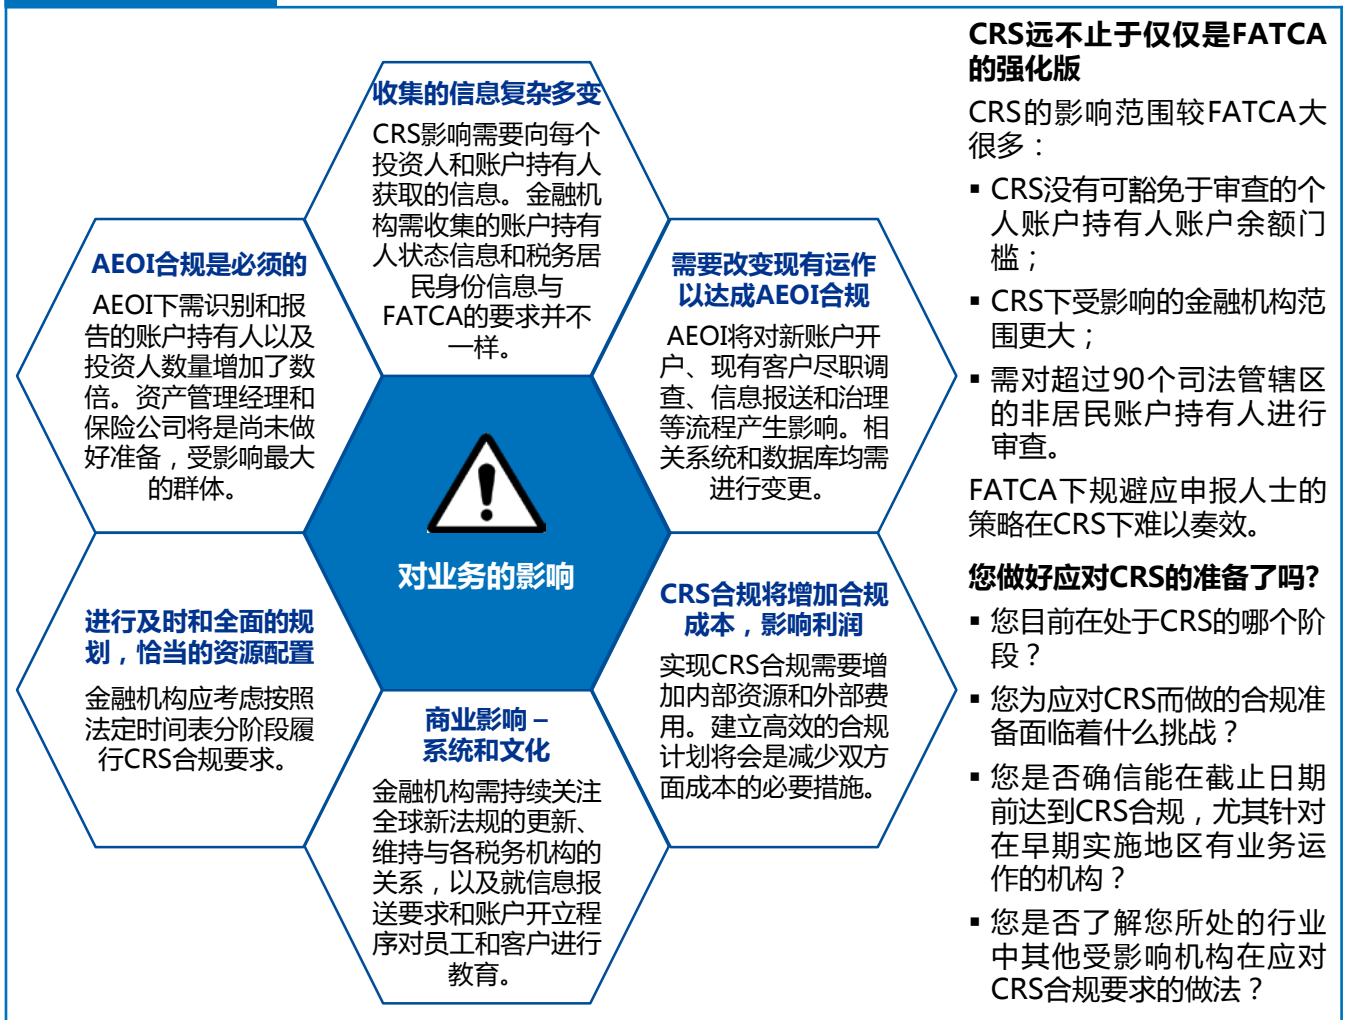 收集的信息复杂多变
CRS影响需要向每个
投资人和账户持有人
获取的信息。金融机
构需收集的账户持有
人状态信息和税务居
民身份信息与
FATCA的要求并不
一样。
AEOI合规是必须的
AEOI下需识别和报
告的账户持有人以及
投资人数量增加了数
倍。资产管理经理和
保险公司将是尚未做
好准备，受影响最大
的群体。
需要改变现有运作
以达成AEOI合规
AEOI将对新账户开
户、现有客户尽职调
查、信息报送和治理
等流程产生影响。相
关系统和数据库均需
进行变更。
对业务的影响
进行及时和全面的规
划，恰当的资源配置
金融机构应考虑按照
法定时间表分阶段履
行CRS合规要求。
CRS合规将增加合规
成本，影响利润
实现CRS合规需要增
加内部资源和外部费
用。建立高效的合规
计划将会是减少双方
面成本的必要措施。
商业影响 –
系统和文化
金融机构需持续关注
全球新法规的更新、
维持与各税务机构的
关系，以及就信息报
送要求和账户开立程
序对员工和客户进行
教育。
CRS远不止于仅仅是FATCA
的强化版
CRS的影响范围较FATCA大
很多：
▪ CRS没有可豁免于审查的个
人账户持有人账户余额门
槛；
▪ CRS下受影响的金融机构范
围更大；
▪ 需对超过90个司法管辖区
的非居民账户持有人进行
审查。
FATCA下规避应申报人士的
策略在CRS下难以奏效。
您做好应对CRS的准备了吗?
▪ 您目前在处于CRS的哪个阶
段？
▪ 您为应对CRS而做的合规准
备面临着什么挑战？
▪ 您是否确信能在截止日期
前达到CRS合规，尤其针对
在早期实施地区有业务运
作的机构？
▪ 您是否了解您所处的行业
中其他受影响机构在应对
CRS合规要求的做法？